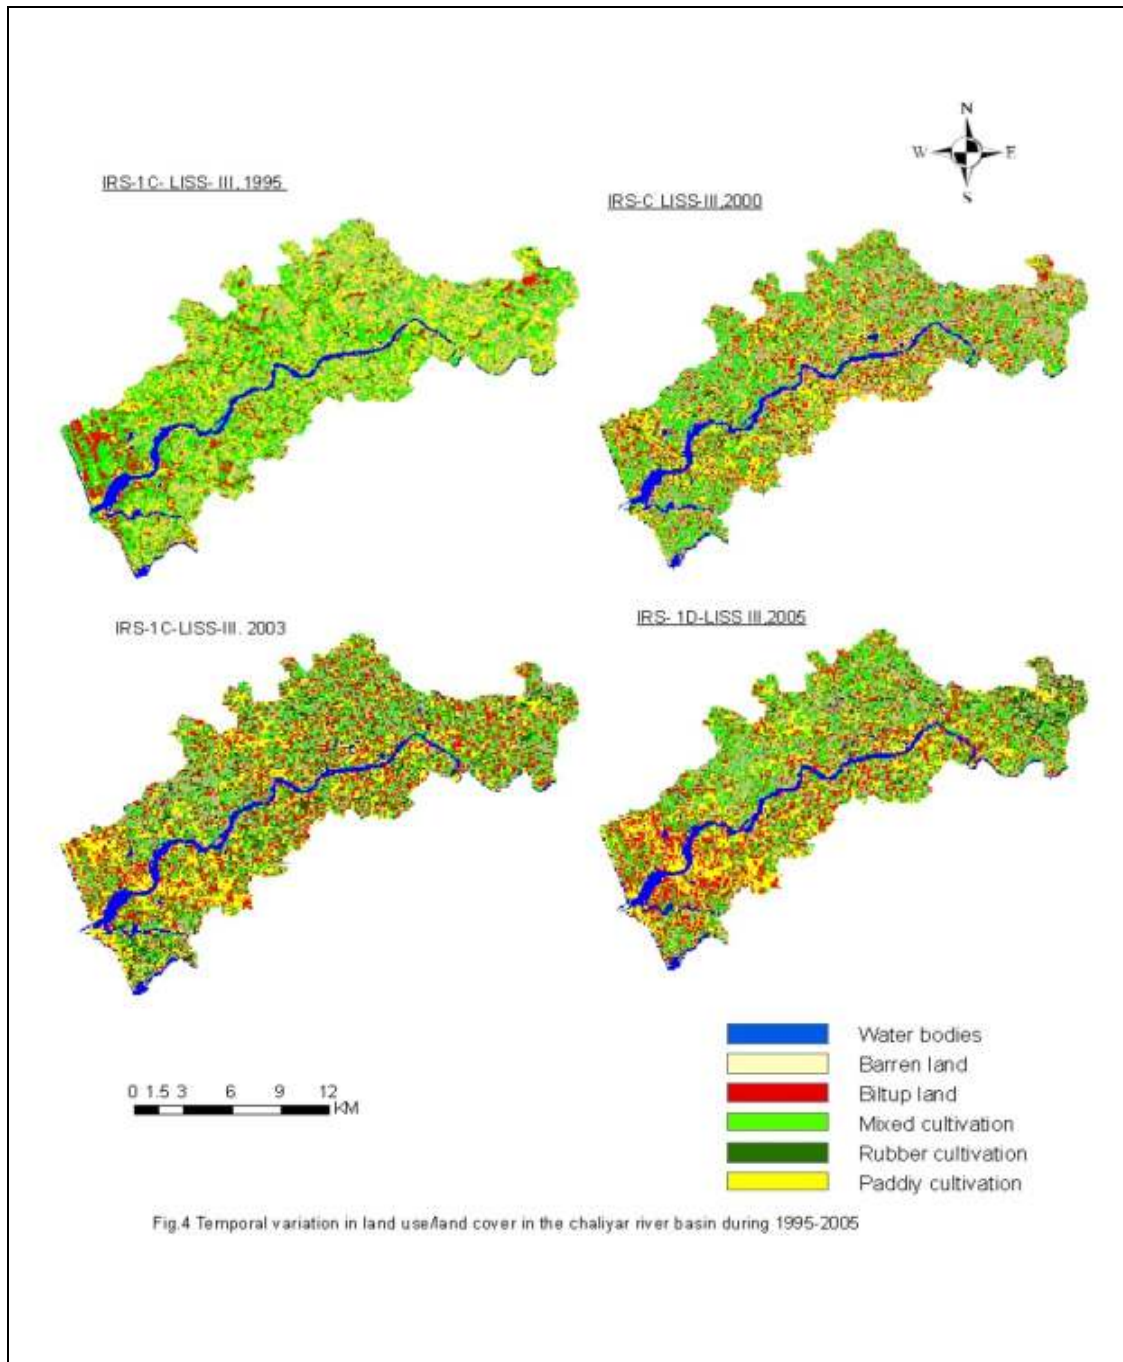 N
W E
S
IRS-1C- LISS- III, 1995
IRS-C LISS-III,2000
IRS-1C-LISS-III. 2003
IRS- 1D-LISS III,2005
Water bodies
Barren land
Biltup land
Mixed cultivation
Rubber cultivation
Paddiy cultivation
0 1.5 3 6 9 12
KM
Fig.4 Temporal variation in land use/land cover in the chaliyar river basin during 1995-2005